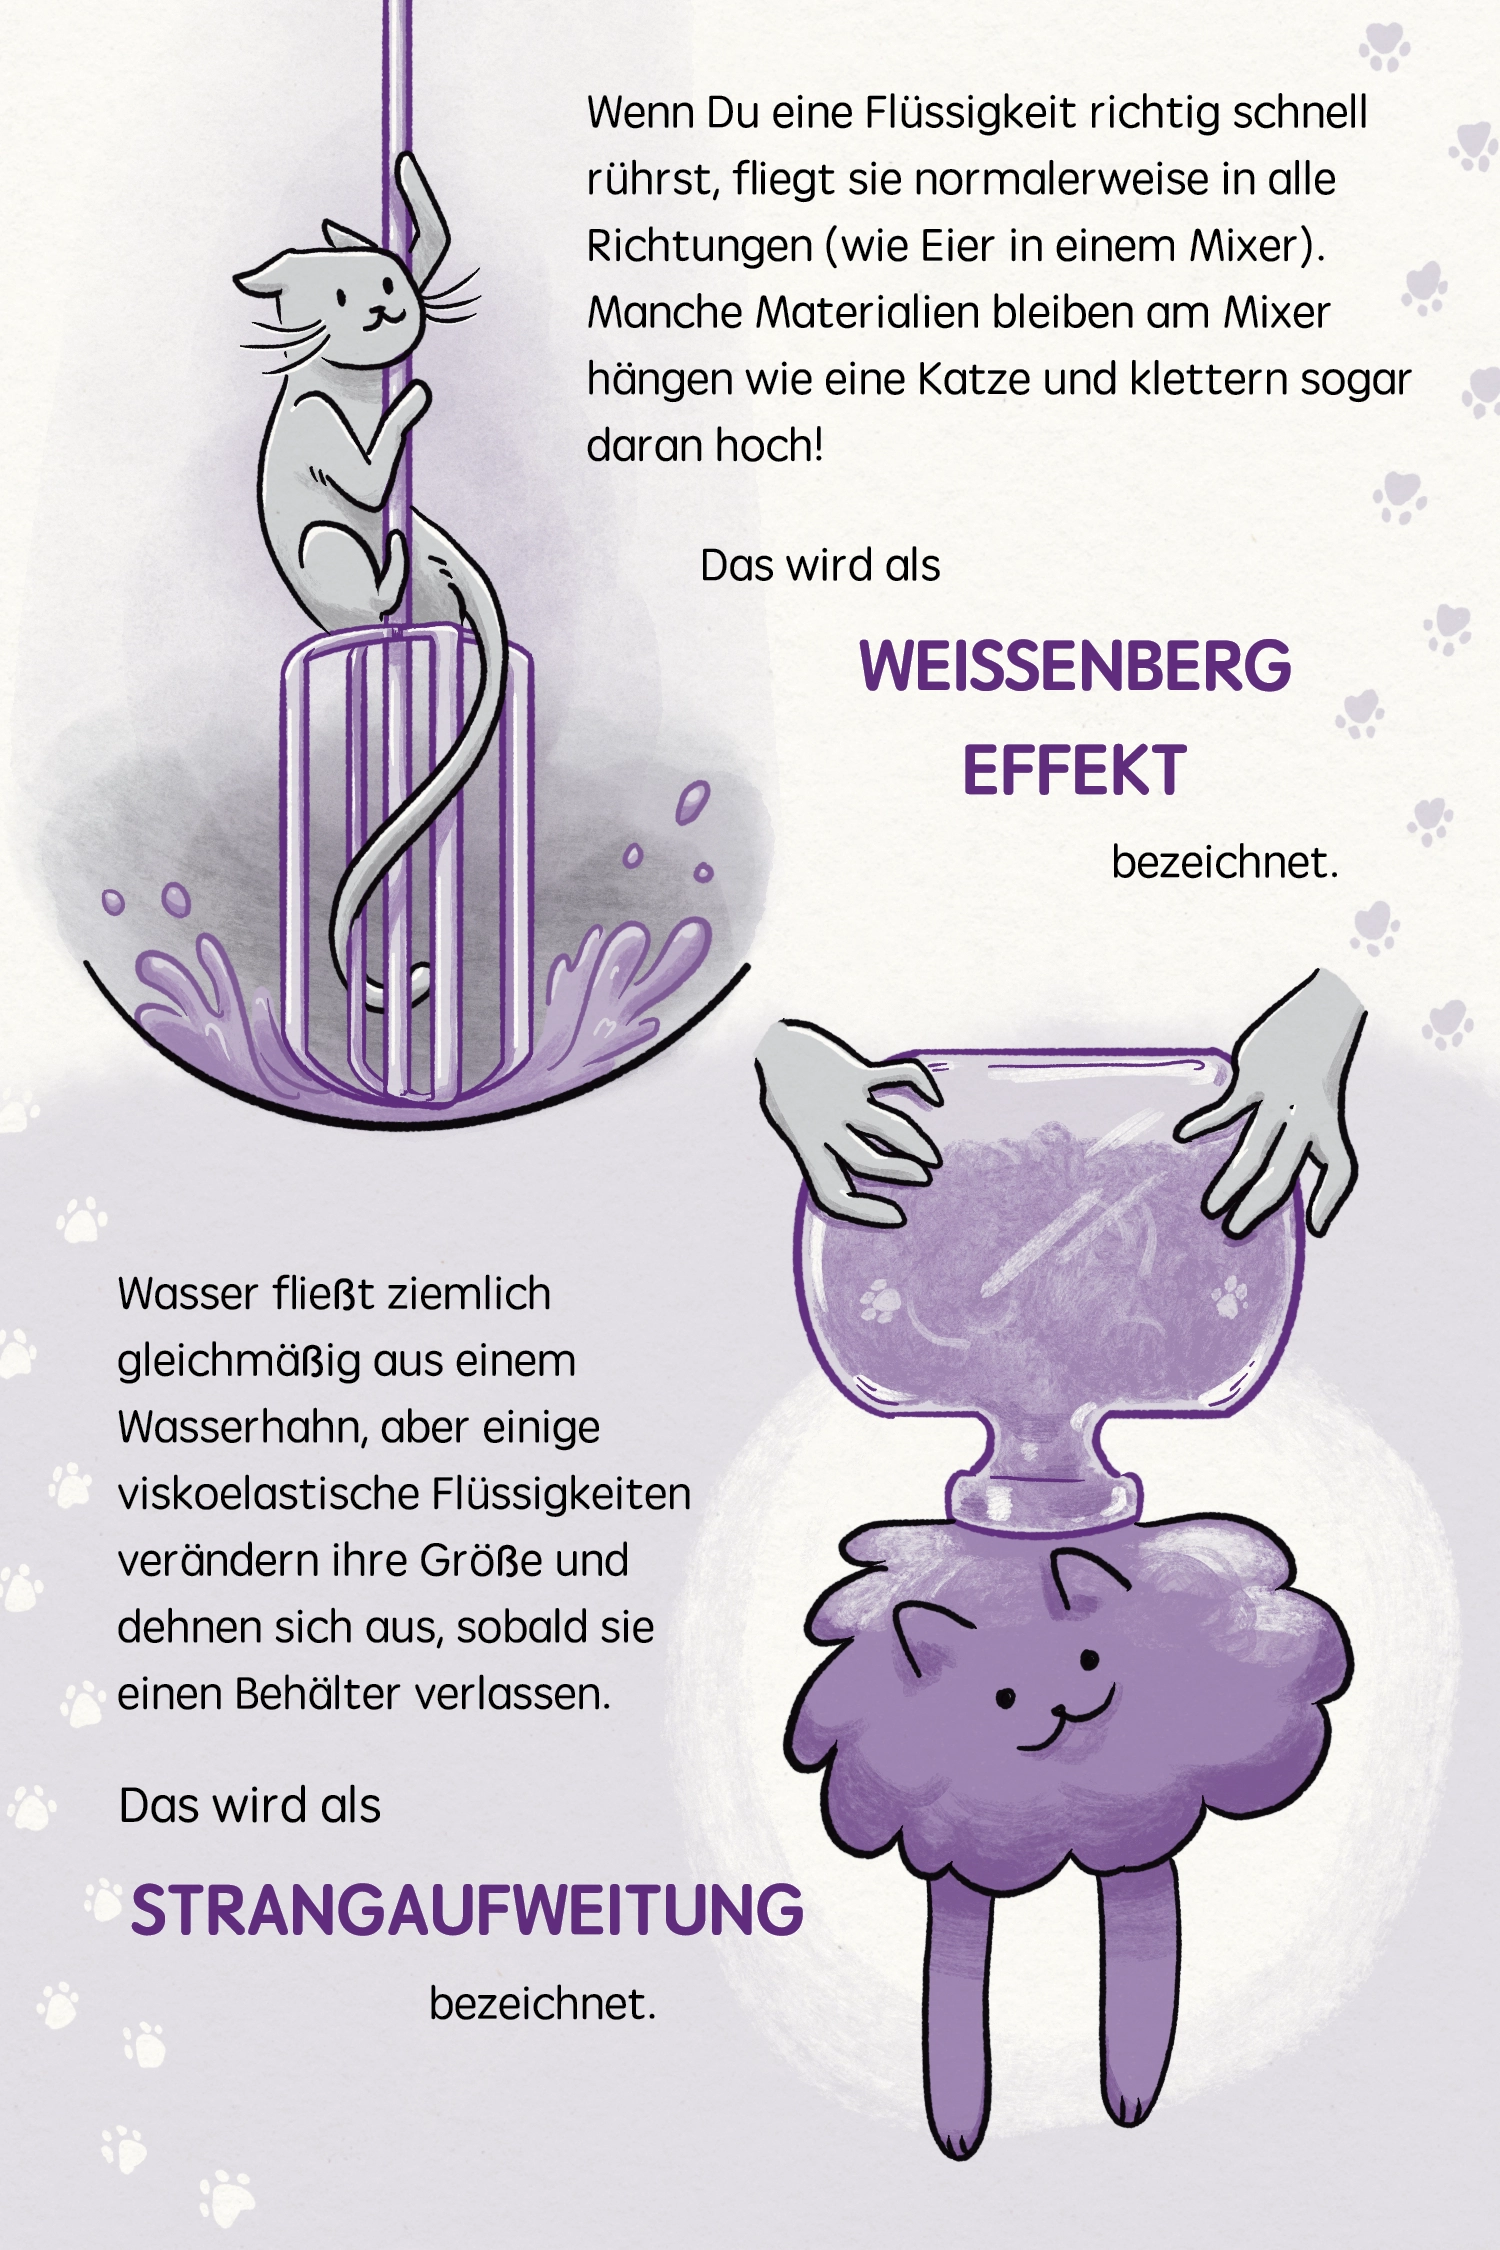 Wenn Du eine Flüssigkeit richtig schnell
rührst, fliegt sie normalerweise in alle
Richtungen (wie Eier in einem Mixer).
Manche Materialien bleiben am Mixer
hängen wie eine Katze und klettern sogar
daran hoch!
Das wird als
WEISSENBERG
EFFEKT
bezeichnet.
Wasser fließt ziemlich
gleichmäßig aus einem
Wasserhahn, aber einige
viskoelastische Flüssigkeiten
verändern ihre Größe und
dehnen sich aus, sobald sie
einen Behälter verlassen.
Das wird als
STRANGAUFWEITUNG
bezeichnet.